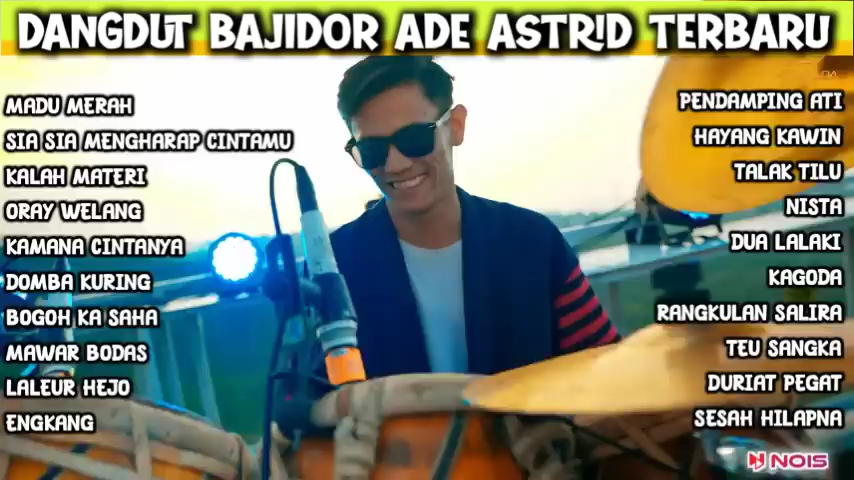 DANGDUT BAJIDOR ADE ASTRID TERBARU
MADU MERAH
SIA SIA MENGHARAP CINTAMU
KALAH MATERI
ORAY WELANG
KAMANA CINTANYA
DOMBA KURING
BOGOH KA SAHA
MAWAR BODAS
LALEUR HEJO
ENGKANG
PENDAMPING ATI
HAYANG KAWIN
TALAK TILU
NISTA
DUA LALAKI
KAGODA
RANGKULAN SALIRA
TEU SANGKA
DURIAT PEGAT
SESAH HILAPNA
NOIS